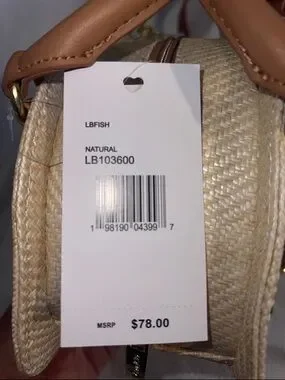 LBFISH
NATURAL
LB103600
1 98190 04399 7
MSRP $78.00